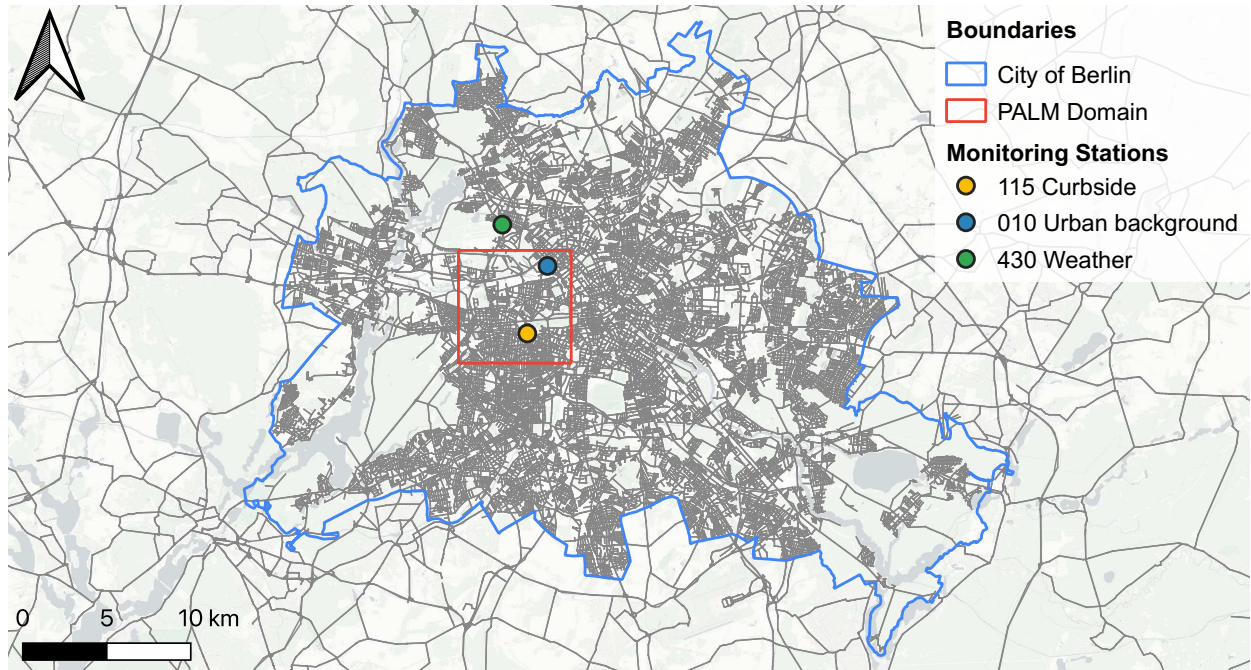 Boundaries
City of Berlin
PALM Domain
Monitoring Stations
115 Curbside
010 Urban background
430 Weather
0 5 10 km